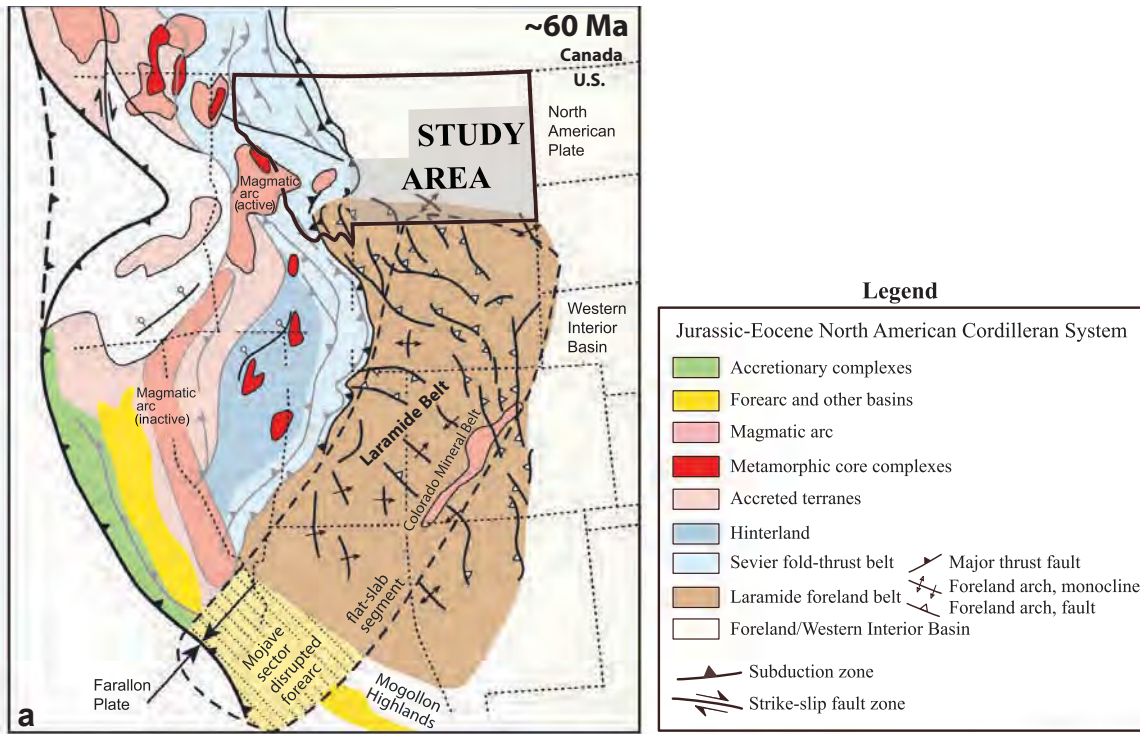 ~60 Ma
Canada
U.S.
North
American
Plate
STUDY
AREA
Magmatic
arc
(active)
Western
Interior
Basin
Magmatic
arc
(inactive)
Laramide Belt
Colorado Mineral Belt
flat-slab
segment
?
Mojave
sector
disrupted
forearc
Mogollon
Highlands
Farallon
Plate
a
Legend
Jurassic-Eocene North American Cordilleran System
Accretionary complexes
Forearc and other basins
Magmatic arc
Metamorphic core complexes
Accreted terranes
Hinterland
Sevier fold-thrust belt
Major thrust fault
Foreland arch, monocline
Laramide foreland belt
Foreland arch, fault
Foreland/Western Interior Basin
Subduction zone
Strike-slip fault zone